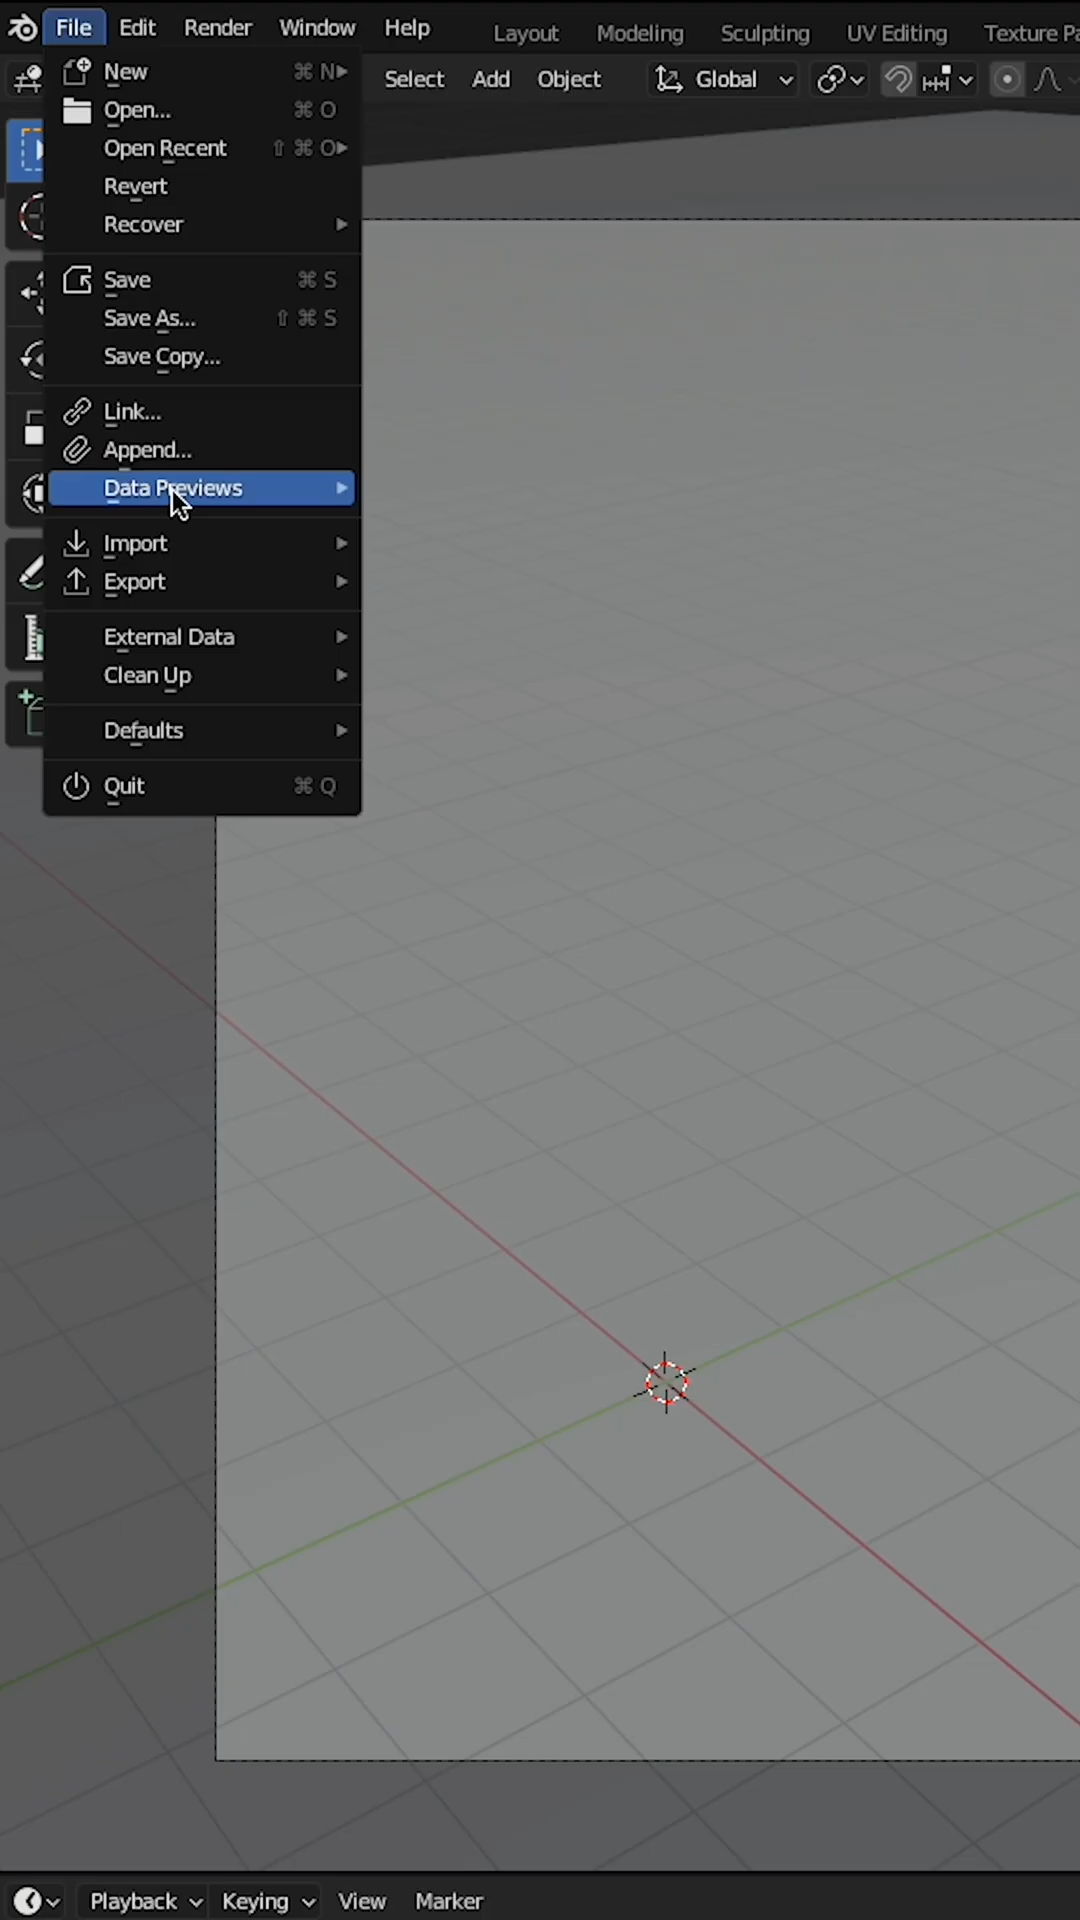 File Edit Render Window Help Layout Modeling Sculpting UV Editing Texture
Select Add Object Global
New ⌘ N
Open... ⌘ O
Open Recent ⇧ ⌘ O
Revert
Recover
Save ⌘ S
Save As... ⇧ ⌘ S
Save Copy...
Link...
Append...
Data Previews
Import
Export
External Data
Clean Up
Defaults
Quit ⌘ Q
Playback Keying View Marker